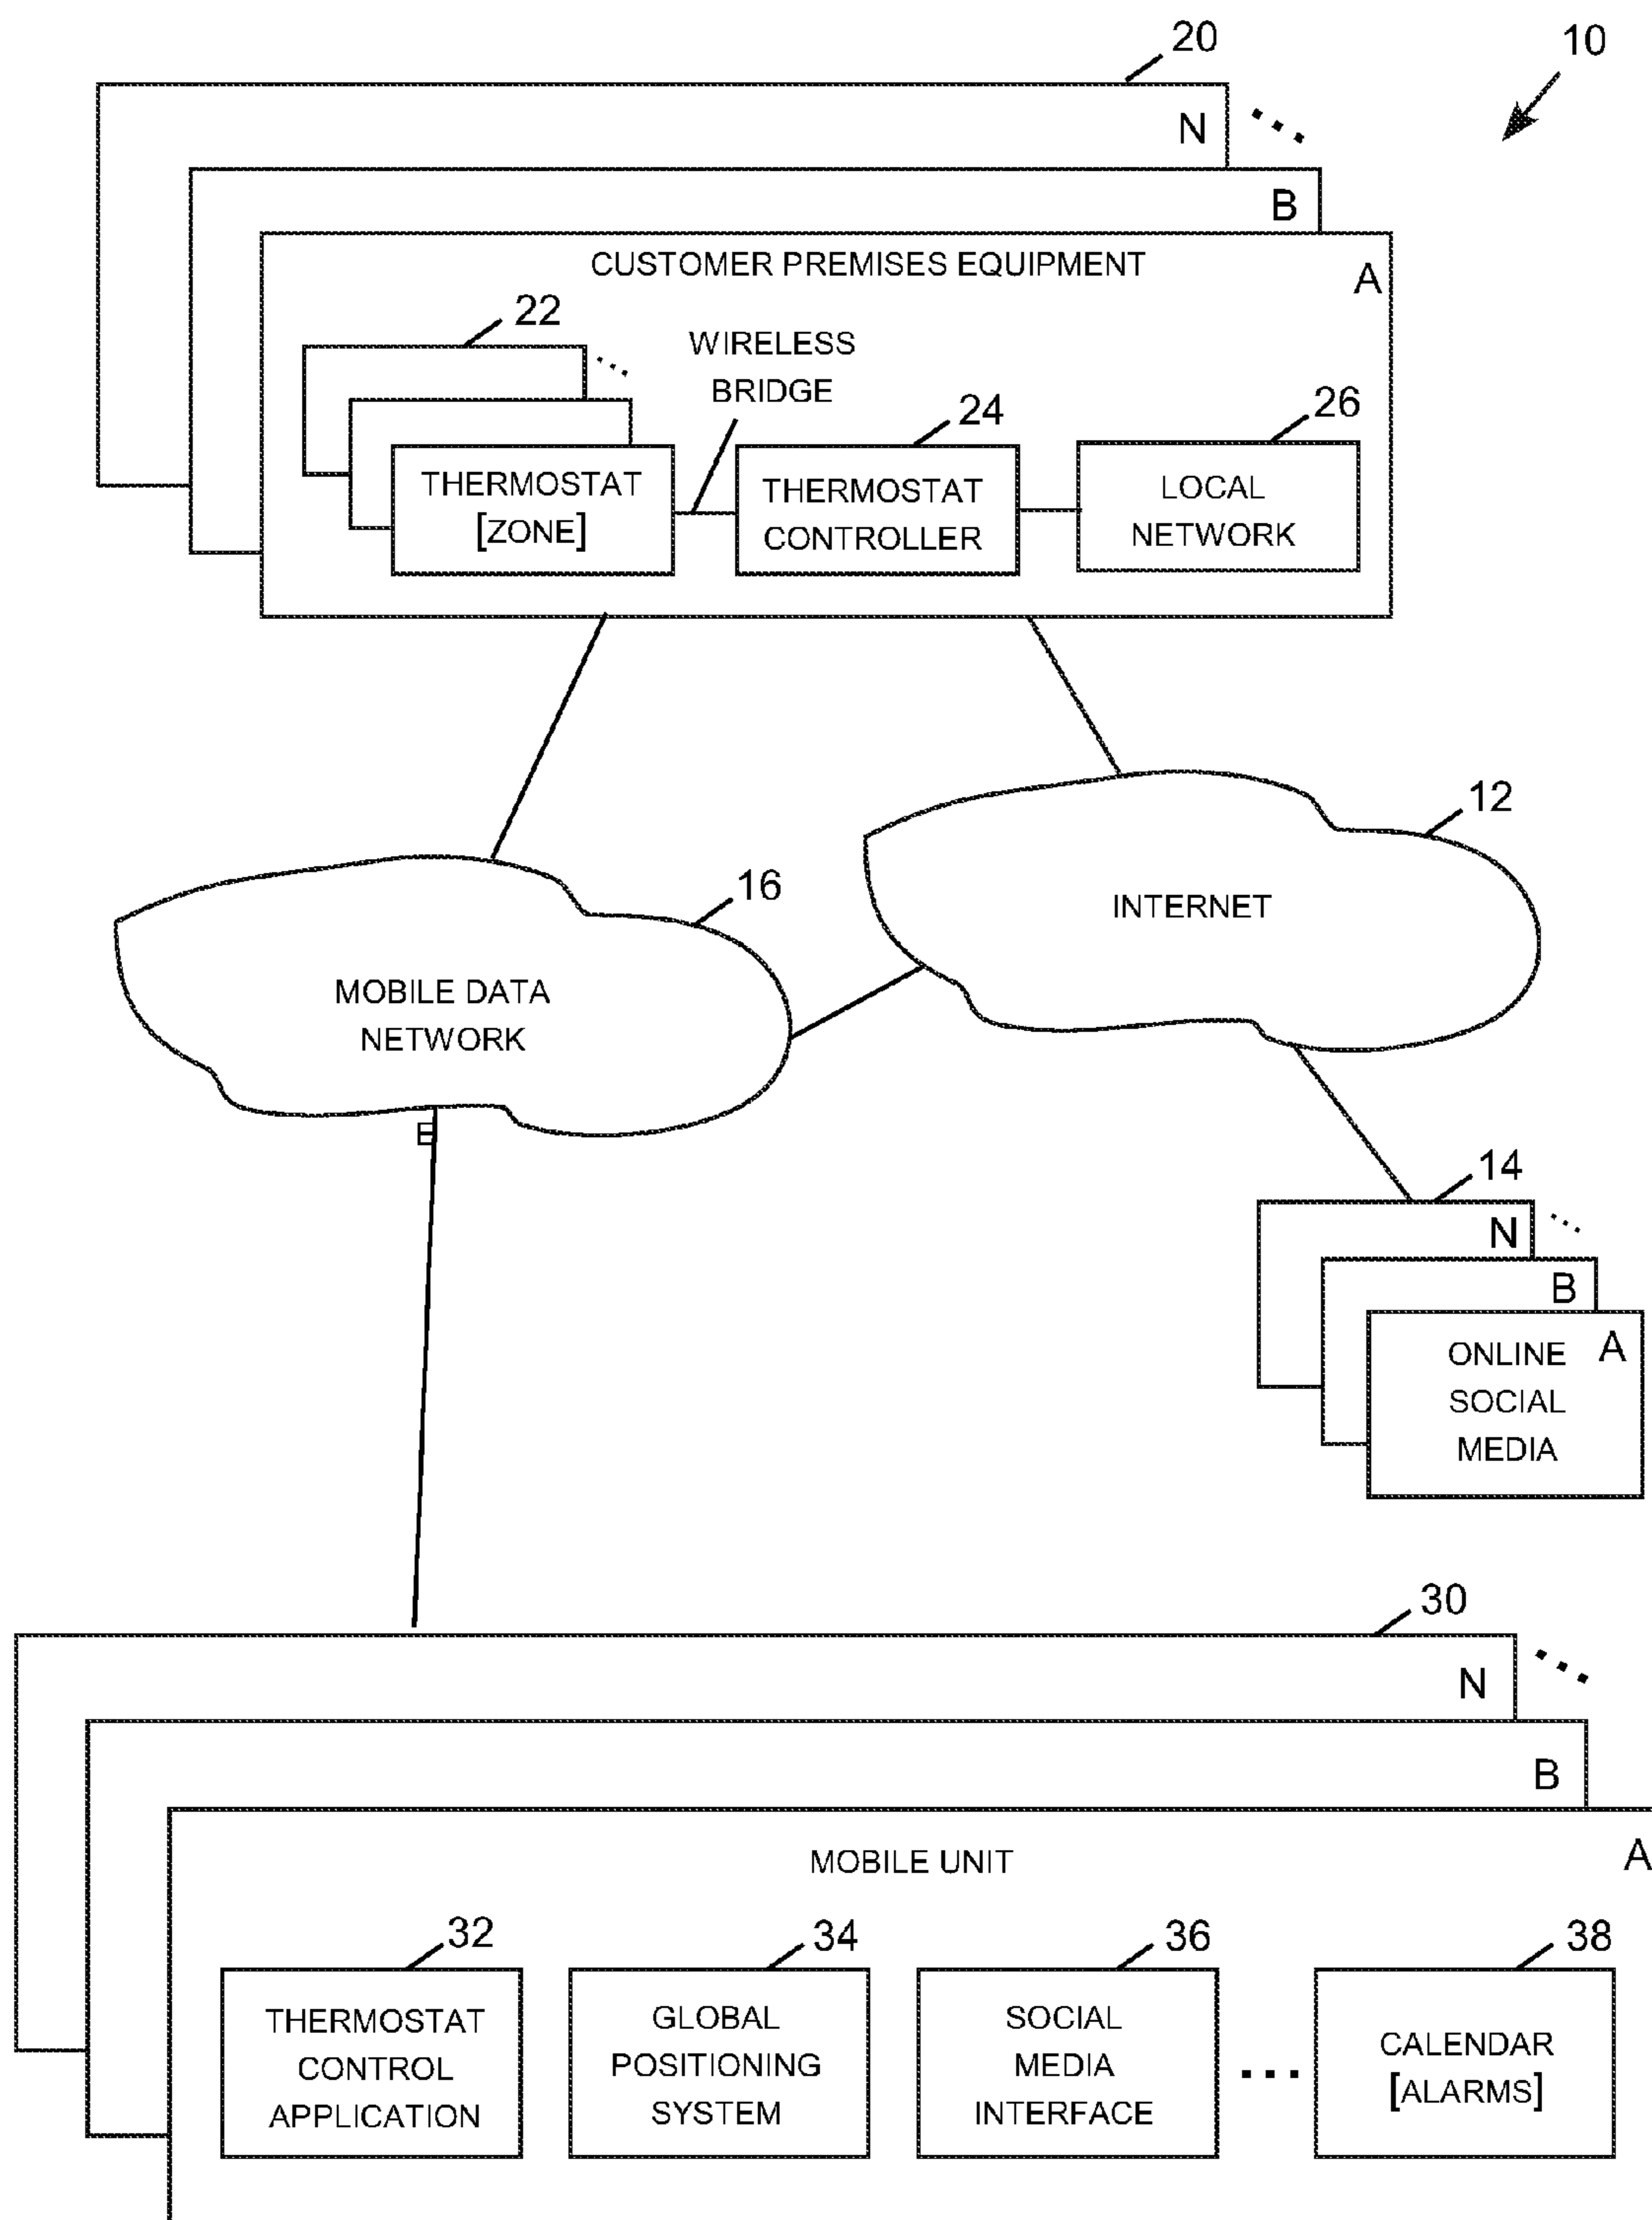 20
10
N
B
CUSTOMER PREMISES EQUIPMENT
A
22
WIRELESS
BRIDGE
24
26
THERMOSTAT
[ZONE]
THERMOSTAT
CONTROLLER
LOCAL
NETWORK
12
16
INTERNET
MOBILE DATA
NETWORK
E
14
N
B
A
ONLINE
SOCIAL
MEDIA
30
N
B
MOBILE UNIT
A
32
34
36
38
THERMOSTAT
CONTROL
APPLICATION
GLOBAL
POSITIONING
SYSTEM
SOCIAL
MEDIA
INTERFACE
...
CALENDAR
[ALARMS]